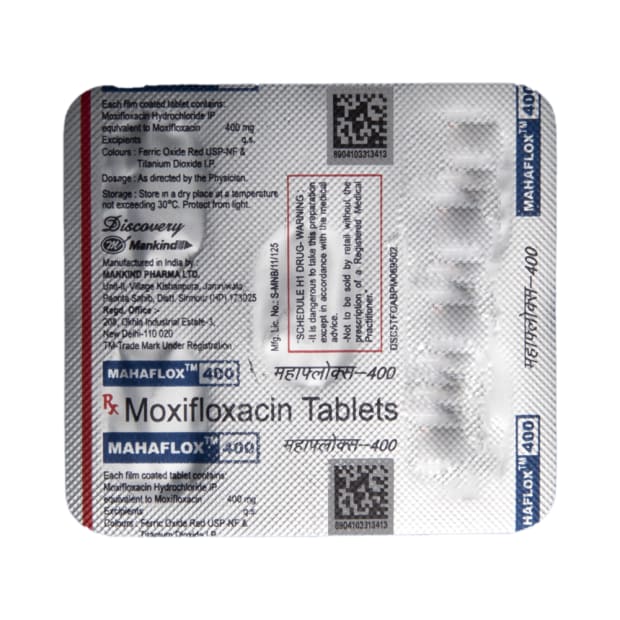 Each film coated tablet contains:
Moxifloxacin Hydrochloride IP
equivalent to Moxifloxacin 400 mg
Excipients q.s.
Colours : Ferric Oxide Red USP-NF &
Titanium Dioxide I.P.
Dosage : As directed by the Physician.
Storage : Store in a dry place at a temperature
not exceeding 30°C. Protect from light.
Discovery
Mankind
Manufactured in India by :
MANKIND PHARMA LTD.
Unit-II, Village Kishanpura, Jamniwala,
Paonta Sahib, Distt. Sirmour (HP) 173025
Regd. Office :-
208, Okhla Industrial Estate-3,
New Delhi-110 020
TM-Trade Mark Under Registration
Mfg. Lic. No.: S-MNB/11/125
"SCHEDULE H1 DRUG- WARNING :
-It is dangerous to take this preparation
except in accordance with the medical
advice.
-Not to be sold by retail without the
prescription of a Registered Medical
Practitioner."
8904103313413
MAHAFLOX™ 400 महाफ्लोक्स–400
Rx Moxifloxacin Tablets
MAHAFLOX™ 400 महाफ्लोक्स–400
Each film coated tablet contains:
Moxifloxacin Hydrochloride IP
equivalent to Moxifloxacin 400 mg
Excipients q.s.
Colours : Ferric Oxide Red USP-NF &
Titanium Dioxide I.P.
8904103313413
MAHAFLOX™ 400
महाफ्लोक्स–400
HAFLOX™ 400